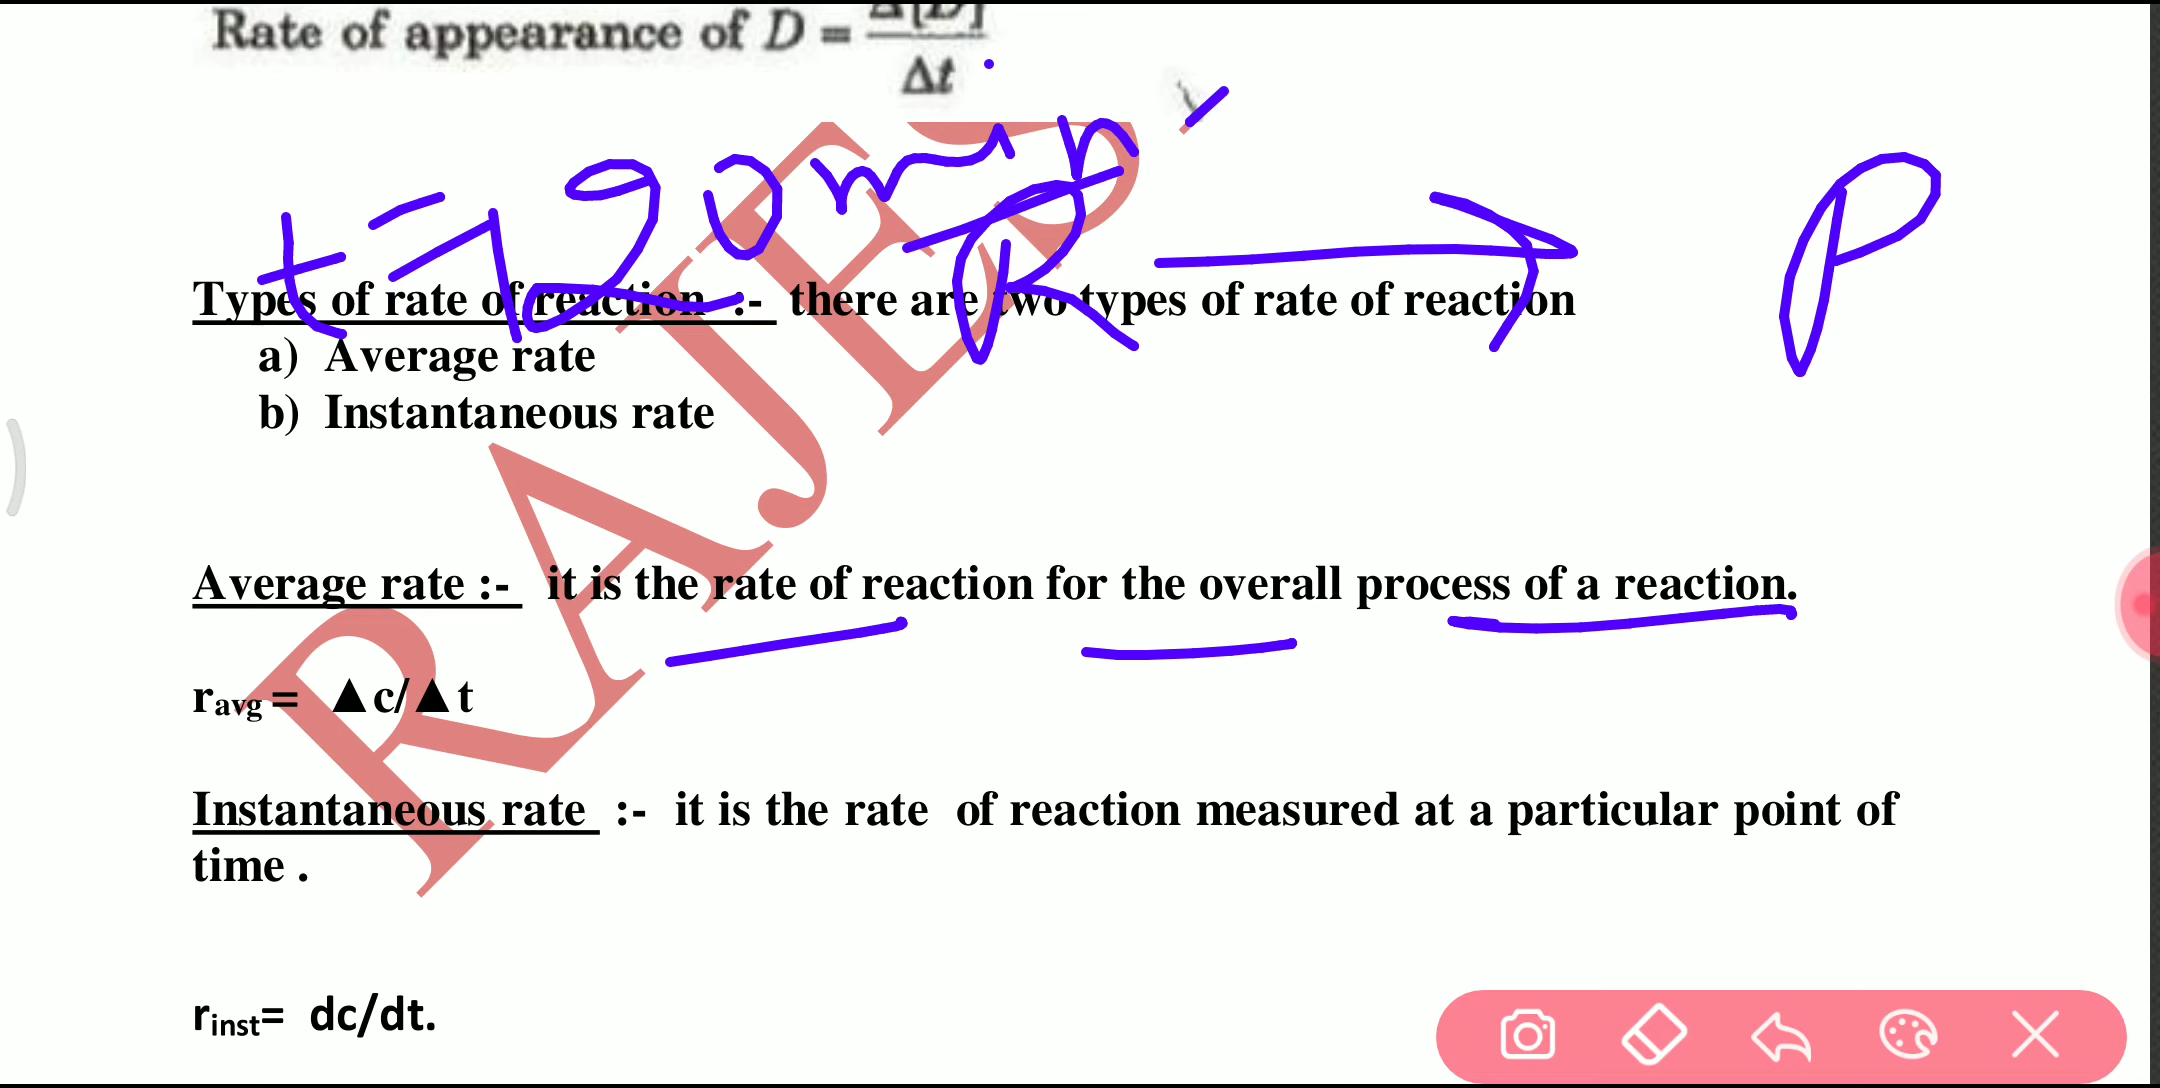 Rate of appearance of D = Δ[D]
Δt
t = 120min
R → P
Types of rate of reaction :- there are two types of rate of reaction
a) Average rate
b) Instantaneous rate
Average rate :- it is the rate of reaction for the overall process of a reaction.
ravg = ▲c/▲t
Instantaneous rate :- it is the rate of reaction measured at a particular point of
time .
rinst= dc/dt.